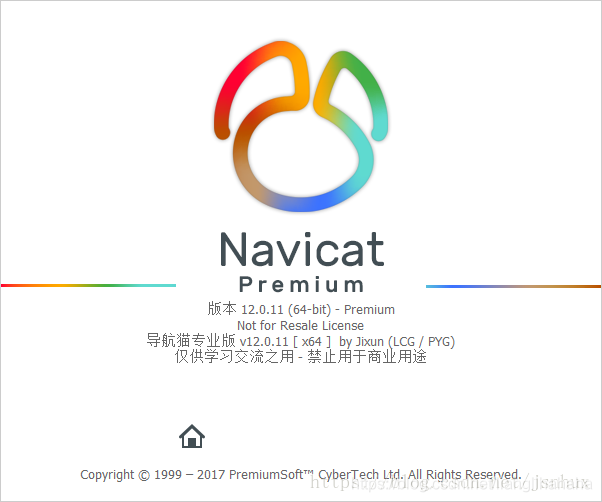 Navicat
Premium
版本 12.0.11 (64-bit) - Premium
Not for Resale License
导航猫专业版 v12.0.11 [ x64 ] by Jixun (LCG / PYG)
仅供学习交流之用 - 禁止用于商业用途
Copyright © 1999 – 2017 PremiumSoft™ CyberTech Ltd. All Rights Reserved.